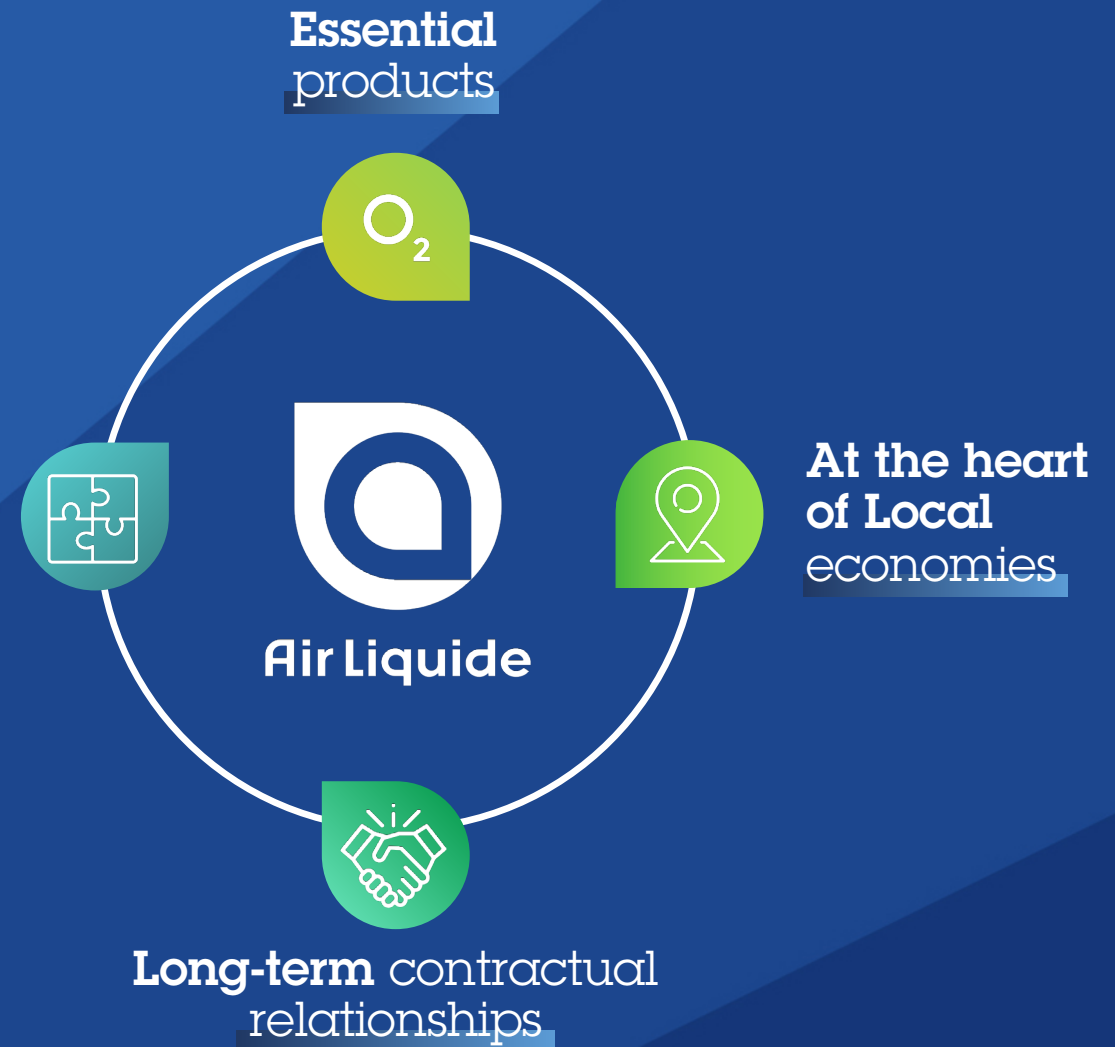 Essential
products
O₂
At the heart
of Local
economies
Air Liquide
Long-term contractual
relationships